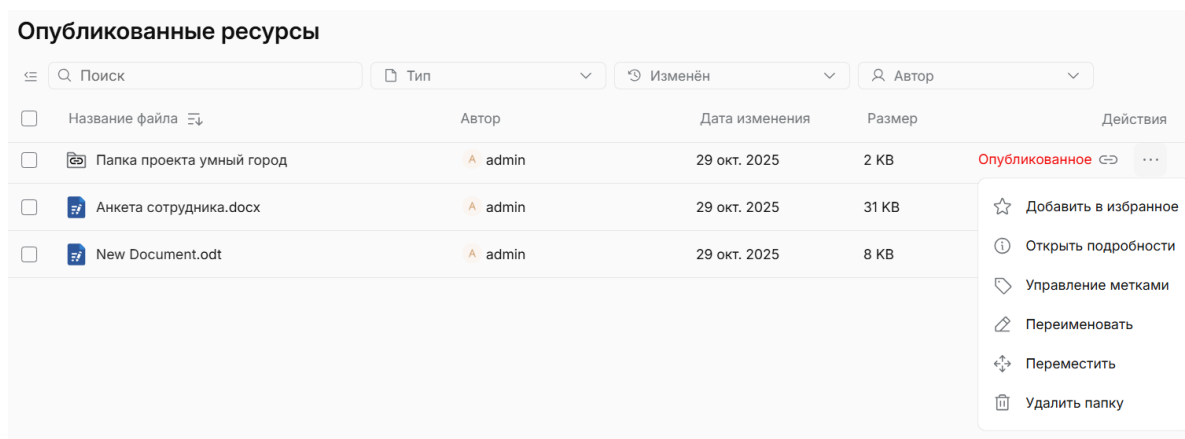 Опубликованные ресурсы
Поиск Тип Изменён Автор
Название файла Автор Дата изменения Размер Действия
Папка проекта умный город A admin 29 окт. 2025 2 KB Опубликованное ...
Анкета сотрудника.docx A admin 29 окт. 2025 31 KB
New Document.odt A admin 29 окт. 2025 8 KB
Добавить в избранное
Открыть подробности
Управление метками
Переименовать
Переместить
Удалить папку